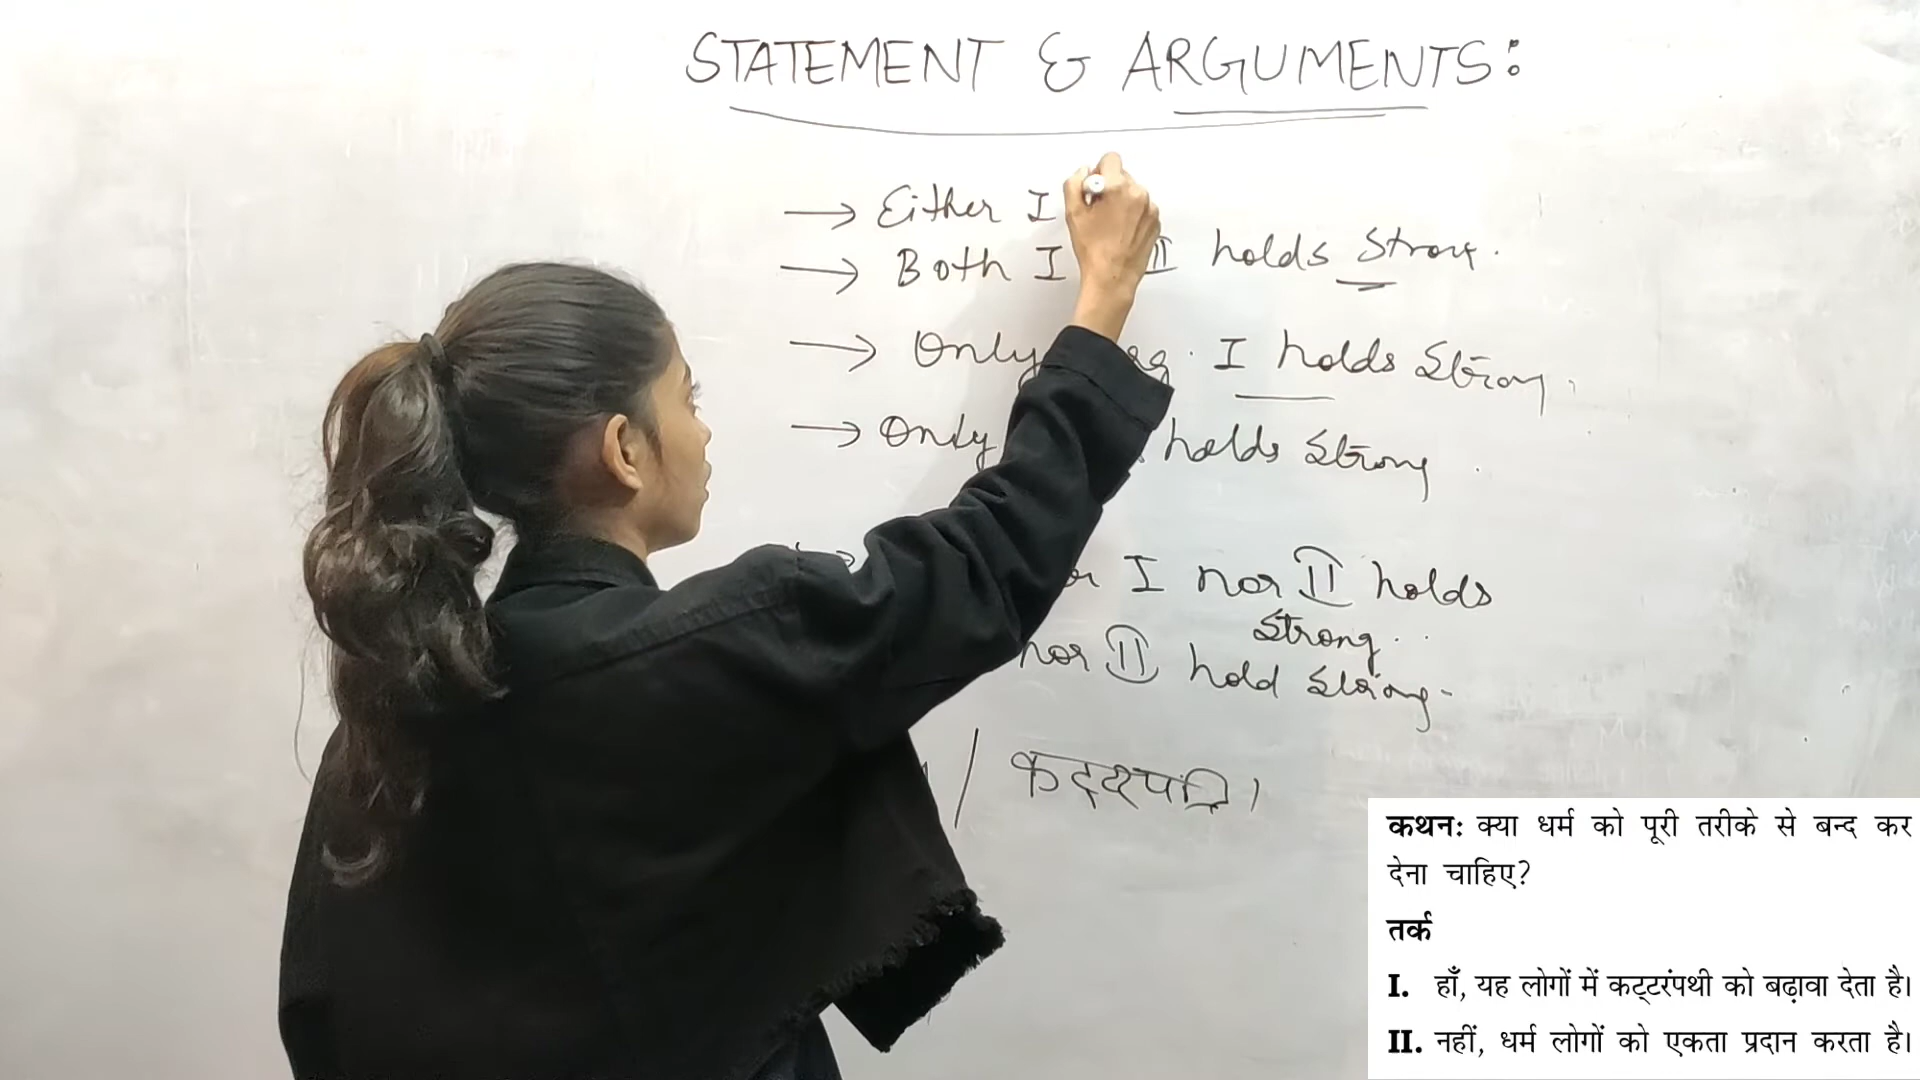 STATEMENT & ARGUMENTS:
→ Either I
→ Both I II holds Strong.
→ Only I holds Strong.
→ Only holds Strong
I nor II holds
Strong.
nor II hold Strong.
/ कट्टरपंथी।
कथनः क्या धर्म को पूरी तरीके से बन्द कर
देना चाहिए?
तर्क
I. हाँ, यह लोगों में कट्टरंपथी को बढ़ावा देता है।
II. नहीं, धर्म लोगों को एकता प्रदान करता है।